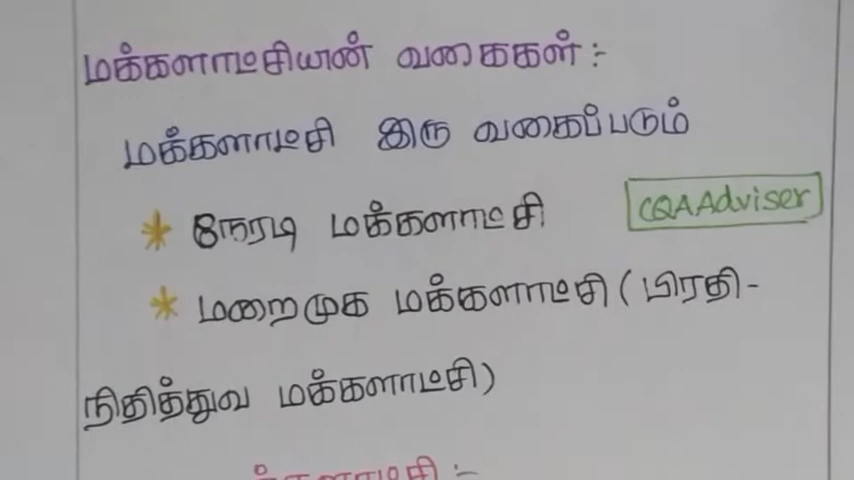 மக்களாட்சியின் வகைகள் :-
மக்களாட்சி இரு வகைப்படும்
* நேரடி மக்களாட்சி
CQAAdviser
* மறைமுக மக்களாட்சி (பிரதி-
நிதித்துவ மக்களாட்சி)